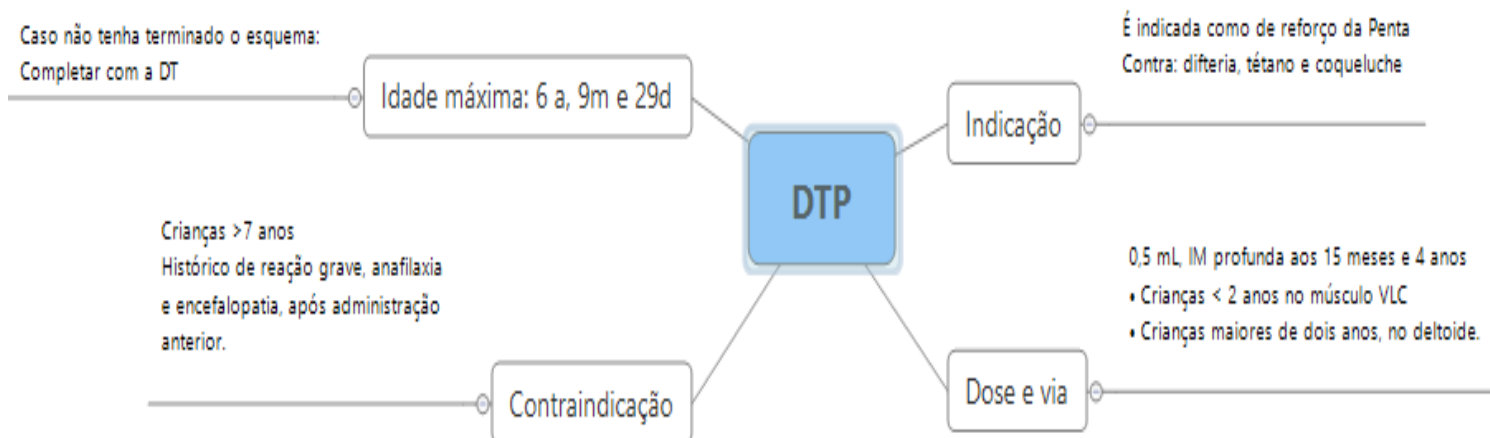 Caso não tenha terminado o esquema:
Completar com a DT
Idade máxima: 6 a, 9m e 29d
É indicada como de reforço da Penta
Contra: difteria, tétano e coqueluche
Indicação
DTP
Crianças >7 anos
Histórico de reação grave, anafilaxia
e encefalopatia, após administração
anterior.
Contraindicação
0,5 mL, IM profunda aos 15 meses e 4 anos
• Crianças < 2 anos no músculo VLC
• Crianças maiores de dois anos, no deltoide.
Dose e via